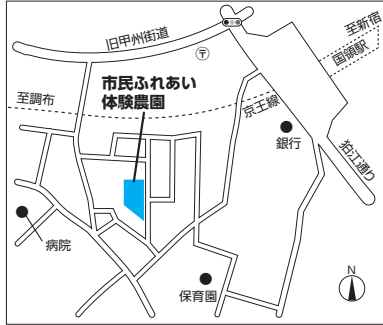 旧甲州街道
至新宿
国領駅
〒
市民ふれあい
体験農園
至調布
京王線
銀行
狛江通り
病院
保育園
N